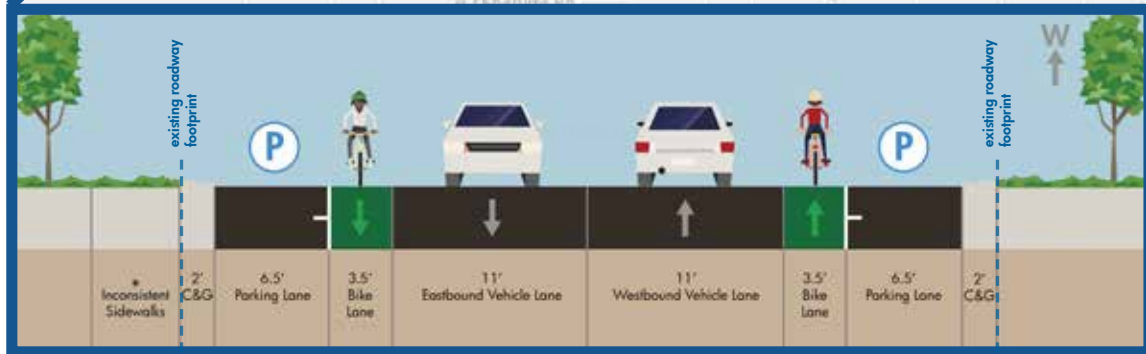 existing roadway
footprint
P
P
W
existing roadway
footprint
*
Inconsistent
Sidewalks
2'
C&G
6.5'
Parking Lane
3.5'
Bike
Lane
11'
Eastbound Vehicle Lane
11'
Westbound Vehicle Lane
3.5'
Bike
Lane
6.5'
Parking Lane
2'
C&G